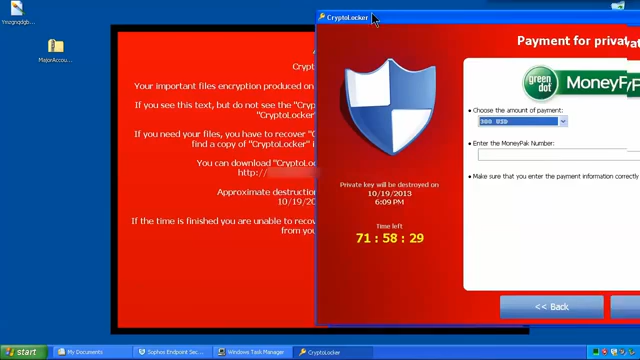 Ymzgnqdgb...
MajorAccou...
Crypt
Your important files encryption produced on
If you see this text, but do not see the "Cryp
"CryptoLocker"
If you need your files, you have to recover "C
find a copy of "CryptoLocker" i
You can download "CryptoLoc
http://
Approximate destruction
10/19/20
If the time is finished you are unable to recov
from you
CryptoLocker
Payment for privat
green dot MoneyP
Choose the amount of payment:
300 USD
Enter the MoneyPak Number:
Make sure that you enter the payment information correctly
Private key will be destroyed on
10/19/2013
6:09 PM
Time left
71 : 58 : 29
<< Back
start
My Documents
Sophos Endpoint Sec...
Windows Task Manager
CryptoLocker